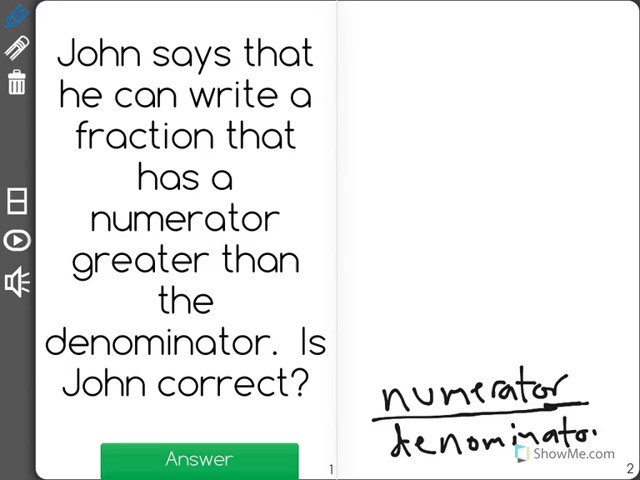 John says that
he can write a
fraction that
has a
numerator
greater than
the
denominator.  Is
John correct?
Answer
1
numerator
denominator
ShowMe.com
2